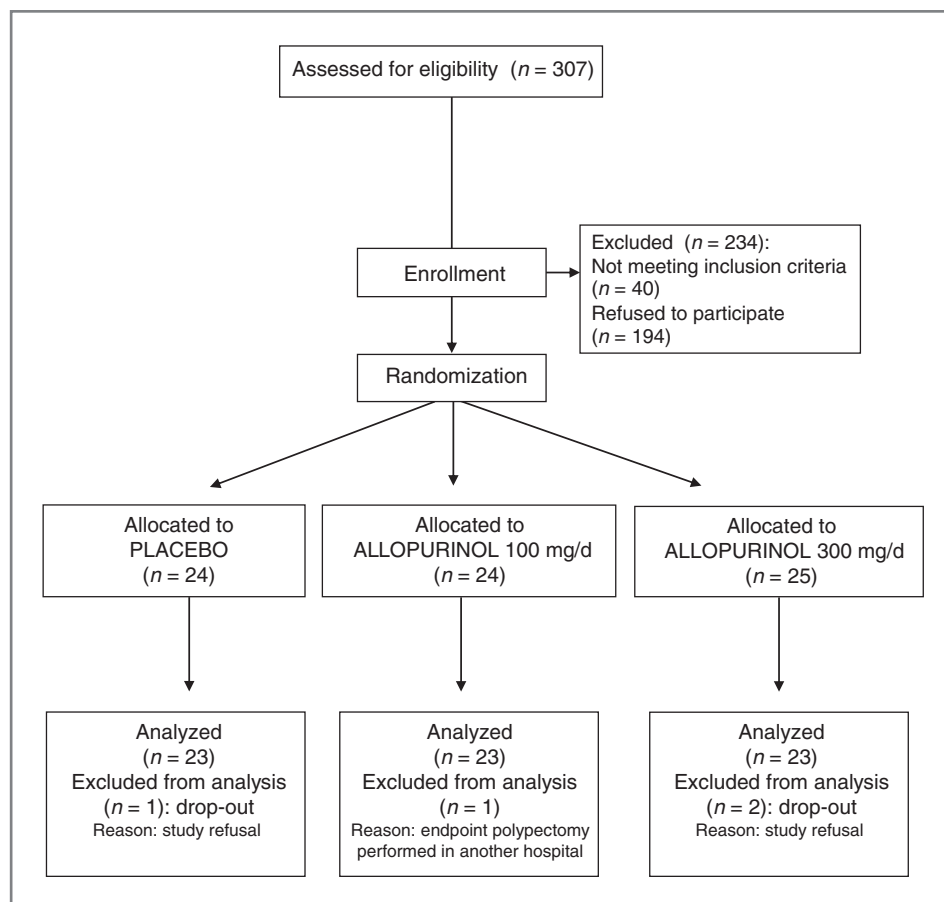 Assessed for eligibility (n = 307)
Excluded (n = 234):
Not meeting inclusion criteria
(n = 40)
Refused to participate
(n = 194)
Enrollment
Randomization
Allocated to
PLACEBO
(n = 24)
Allocated to
ALLOPURINOL 100 mg/d
(n = 24)
Allocated to
ALLOPURINOL 300 mg/d
(n = 25)
Analyzed
(n = 23)
Excluded from analysis
(n = 1): drop-out
Reason: study refusal
Analyzed
(n = 23)
Excluded from analysis
(n = 1)
Reason: endpoint polypectomy
performed in another hospital
Analyzed
(n = 23)
Excluded from analysis
(n = 2): drop-out
Reason: study refusal